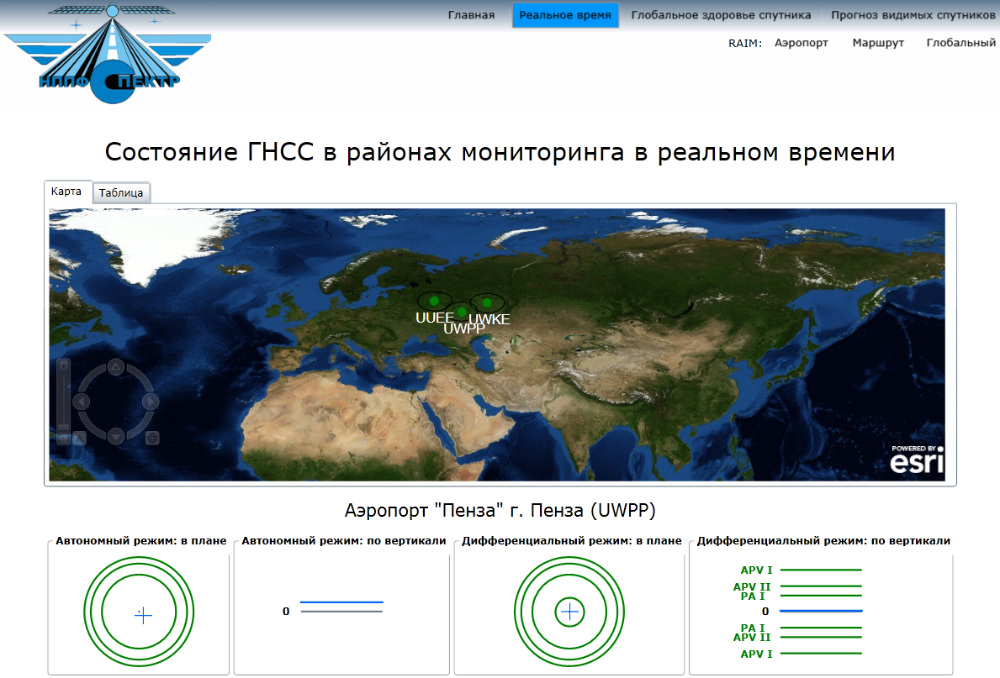 Главная Реальное время Глобальное здоровье спутника Прогноз видимых спутников
RAIM: Аэропорт Маршрут Глобальный
НППФ СПЕКТР
Состояние ГНСС в районах мониторинга в реальном времени
Карта Таблица
UUEE UWKE
UWPP
POWERED BY
esri
Аэропорт "Пенза" г. Пенза (UWPP)
Автономный режим: в плане Автономный режим: по вертикали Дифференциальный режим: в плане Дифференциальный режим: по вертикали
APV I
APV II
PA I
0 0
PA I
APV II
APV I